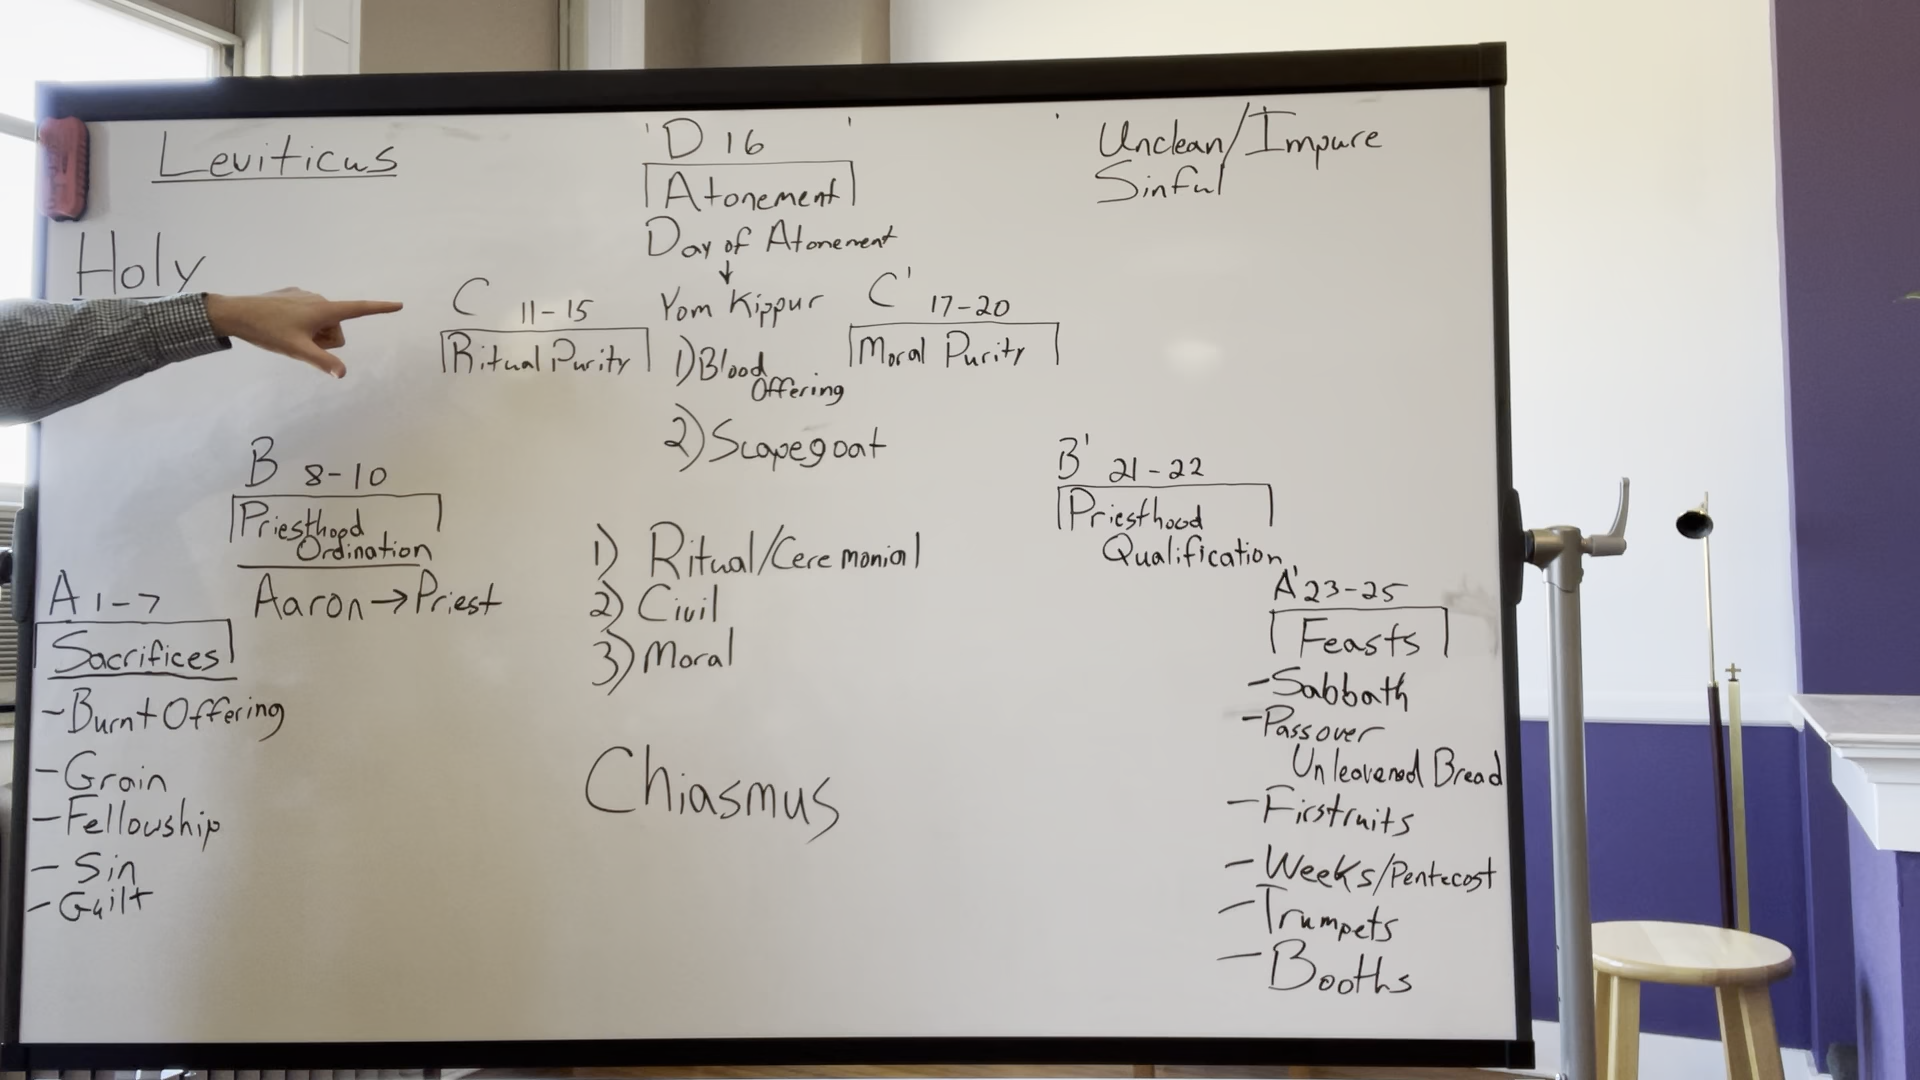 Leviticus
Holy
D 16
Atonement
Day of Atonement
↓
Yom Kippur
1) Blood
Offering
2) Scapegoat
Unclean/Impure
Sinful
C 11-15
Ritual Purity
C' 17-20
Moral Purity
B 8-10
Priesthood
Ordination
Aaron → Priest
B' 21-22
Priesthood
Qualification
A 1-7
Sacrifices
- Burnt Offering
- Grain
- Fellowship
- Sin
- Guilt
1) Ritual/Ceremonial
2) Civil
3) Moral
Chiasmus
A' 23-25
Feasts
- Sabbath
- Passover
Unleavened Bread
- Firstruits
- Weeks/Pentecost
- Trumpets
- Booths